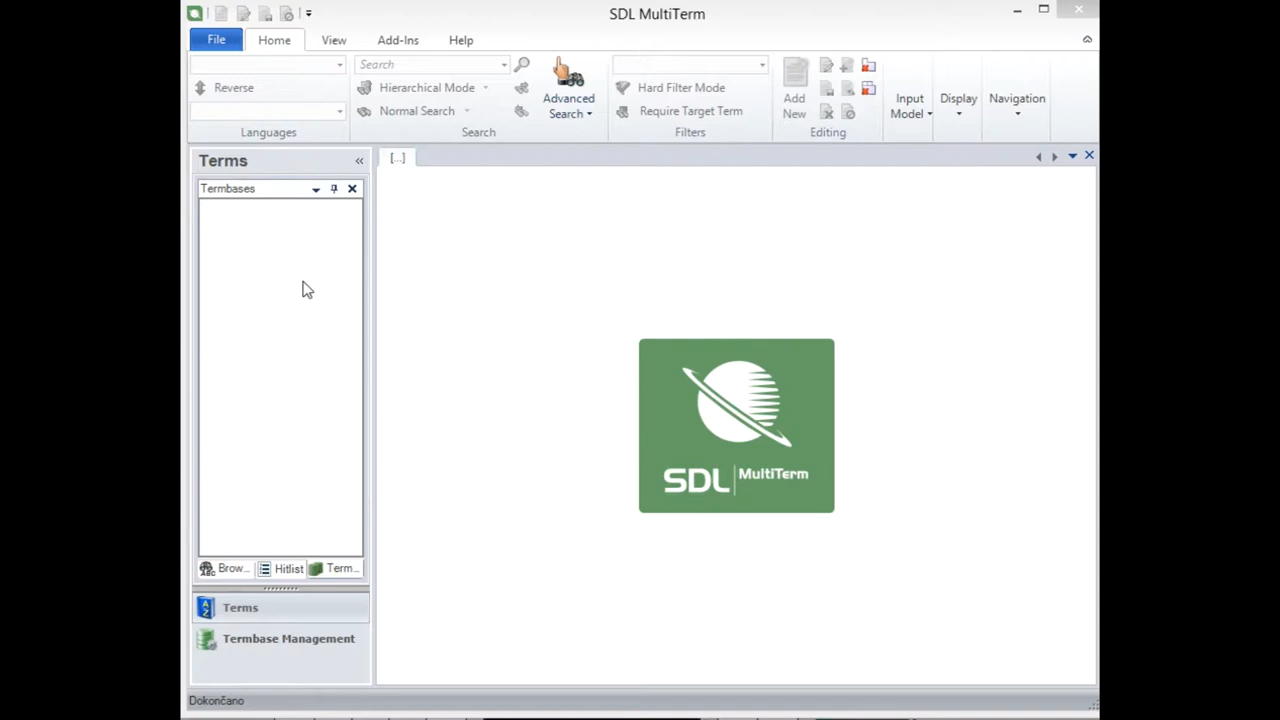 SDL MultiTerm
File Home View Add-Ins Help
Search
Reverse Hierarchical Mode Hard Filter Mode
Normal Search Require Target Term
Advanced Search
Add New
Input Model
Display
Navigation
Languages Search Filters Editing
Terms
[...]
Termbases
SDL MultiTerm
Brow... Hitlist Term...
Terms
Termbase Management
Dokončano